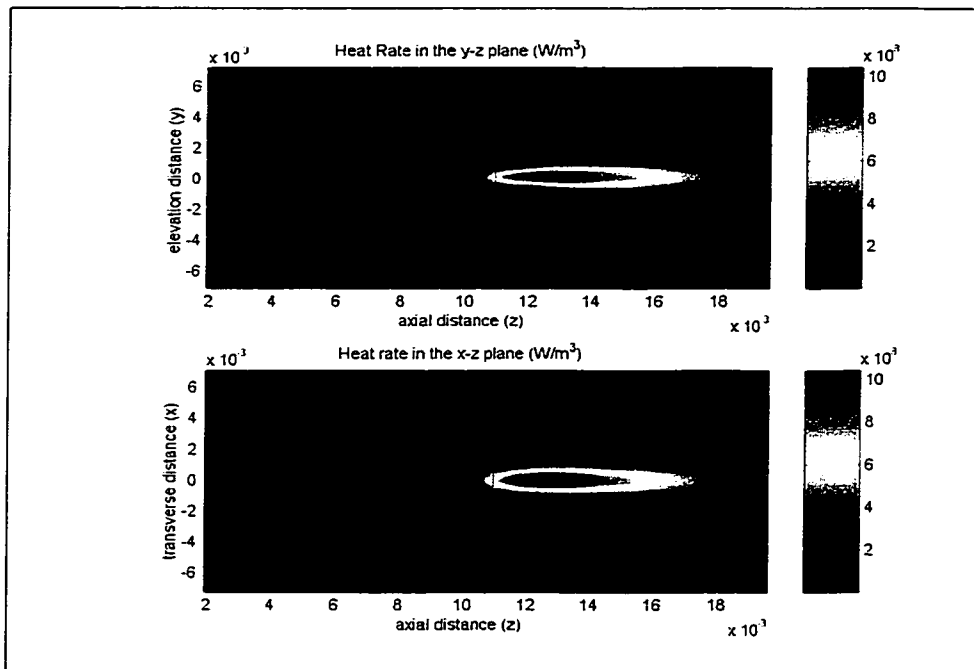 x 10⁻³
Heat Rate in the y-z plane (W/m³)
x 10³
6
4
2
0
-2
-4
-6
elevation distance (y)
2 4 6 8 10 12 14 16 18
axial distance (z)
x 10⁻³
10
8
6
4
2
x 10⁻³
Heat rate in the x-z plane (W/m³)
x 10³
6
4
2
0
-2
-4
-6
transverse distance (x)
2 4 6 8 10 12 14 16 18
axial distance (z)
x 10⁻³
10
8
6
4
2